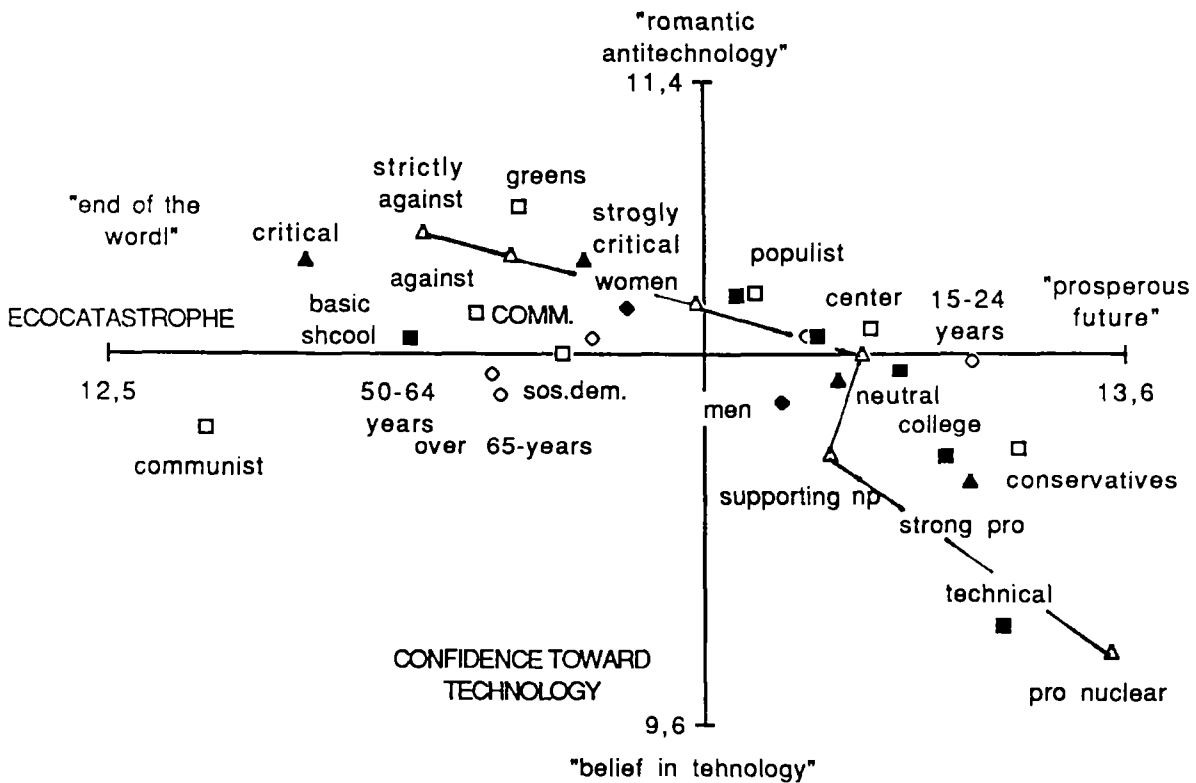 "romantic
antitechnology"
11,4
strictly
against
greens
"end of the
wordl"
critical
strogly
critical
against
women
populist
basic
shcool
COMM.
center
15-24
years
"prosperous
future"
ECOCATASTROPHE
12,5
50-64
years
sos.dem.
men
neutral
13,6
over 65-years
college
communist
supporting np
conservatives
strong pro
technical
CONFIDENCE TOWARD
TECHNOLOGY
pro nuclear
9,6
"belief in tehnology"